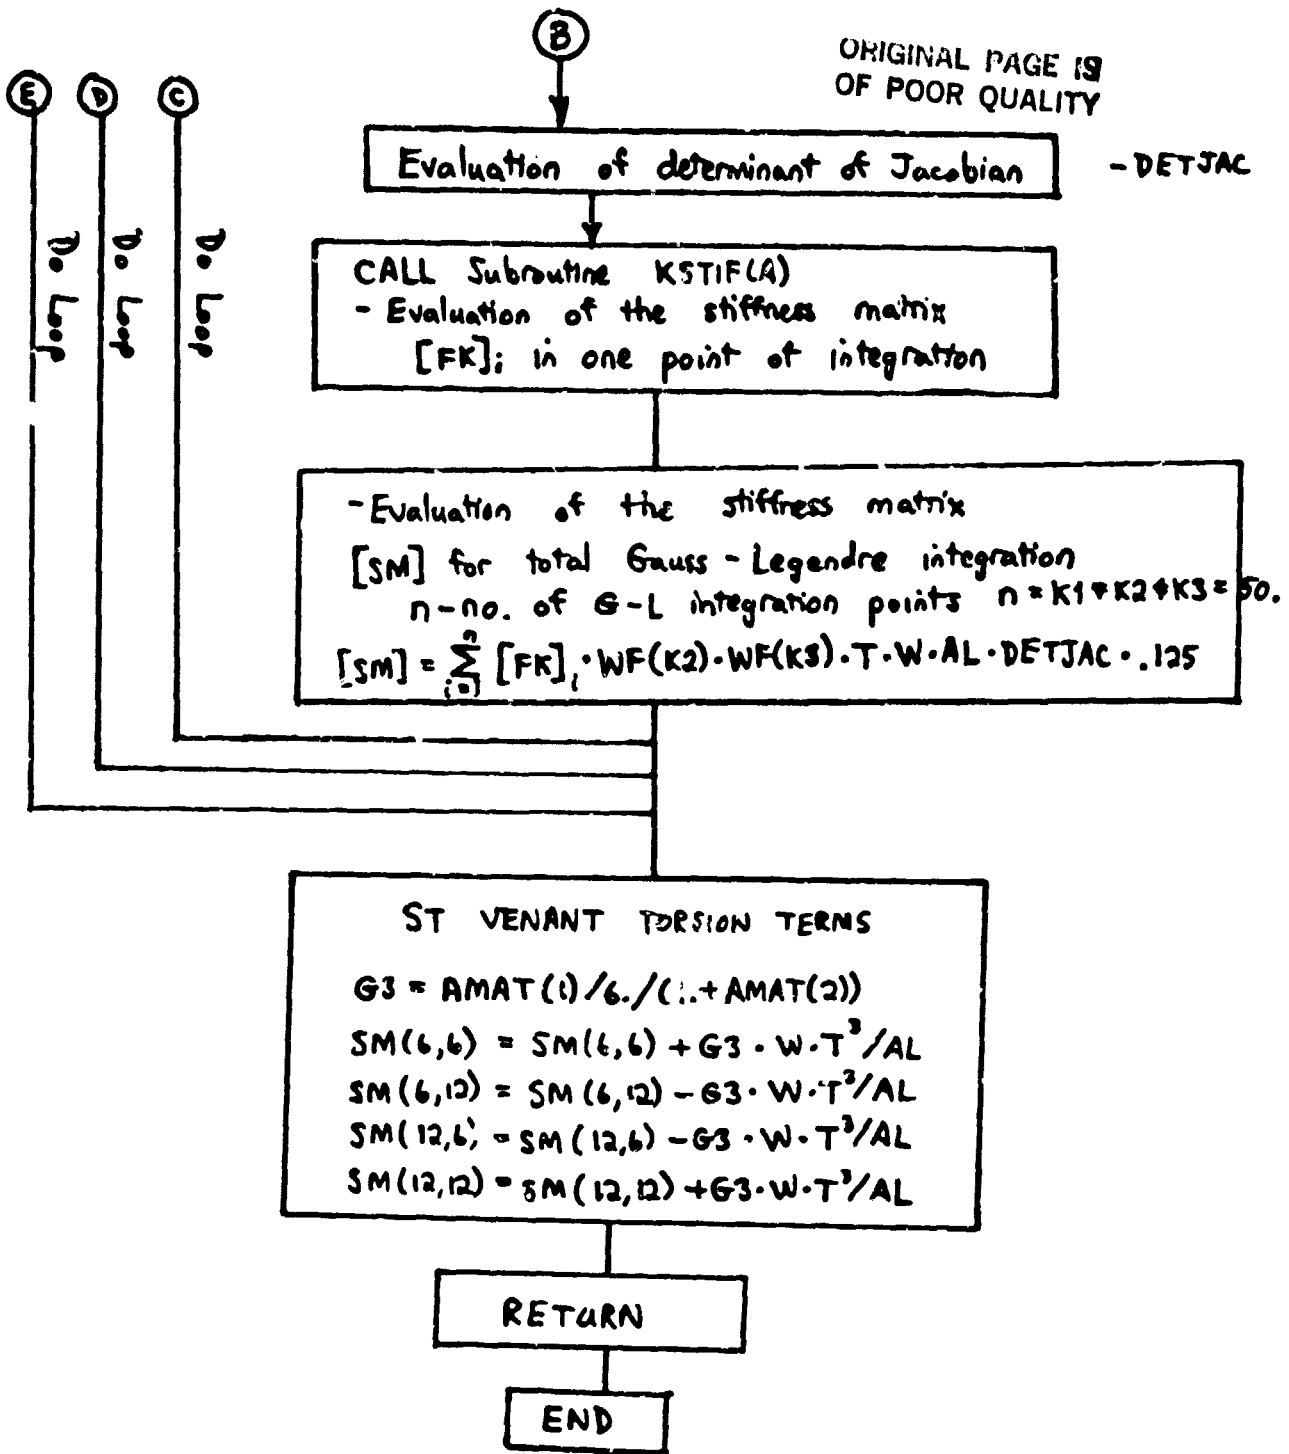 B
ORIGINAL PAGE IS
OF POOR QUALITY
E D C
Evaluation of determinant of Jacobian
- DETJAC
Do Loop
Do Loop
Do Loop
CALL Subroutine KSTIF(A)
- Evaluation of the stiffness matrix
[FK]i in one point of integration
- Evaluation of the stiffness matrix
[SM] for total Gauss - Legendre integration
n - no. of G-L integration points n = K1 * K2 * K3 = 50.
[SM] = n∑i=1 [FK]i · WF(K2) · WF(K3) · T · W · AL · DETJAC · .125
ST VENANT TORSION TERMS
G3 = AMAT(1)/6./(1.+ AMAT(2))
SM(6,6) = SM(6,6) + G3 · W · T³/AL
SM(6,12) = SM(6,12) - G3 · W · T³/AL
SM(12,6) = SM(12,6) - G3 · W · T³/AL
SM(12,12) = SM(12,12) + G3 · W · T³/AL
RETURN
END